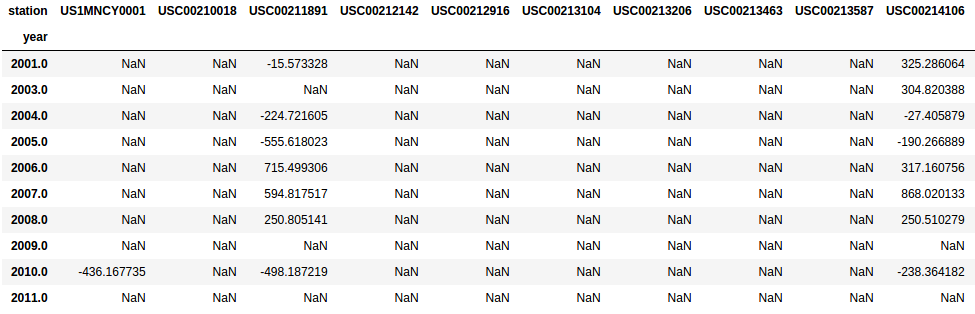 station US1MNCY0001 USC00210018 USC00211891 USC00212142 USC00212916 USC00213104 USC00213206 USC00213463 USC00213587 USC00214106
year
2001.0 NaN NaN -15.573328 NaN NaN NaN NaN NaN NaN 325.286064
2003.0 NaN NaN NaN NaN NaN NaN NaN NaN NaN 304.820388
2004.0 NaN NaN -224.721605 NaN NaN NaN NaN NaN NaN -27.405879
2005.0 NaN NaN -555.618023 NaN NaN NaN NaN NaN NaN -190.266889
2006.0 NaN NaN 715.499306 NaN NaN NaN NaN NaN NaN 317.160756
2007.0 NaN NaN 594.817517 NaN NaN NaN NaN NaN NaN 868.020133
2008.0 NaN NaN 250.805141 NaN NaN NaN NaN NaN NaN 250.510279
2009.0 NaN NaN NaN NaN NaN NaN NaN NaN NaN NaN
2010.0 -436.167735 NaN -498.187219 NaN NaN NaN NaN NaN NaN -238.364182
2011.0 NaN NaN NaN NaN NaN NaN NaN NaN NaN NaN